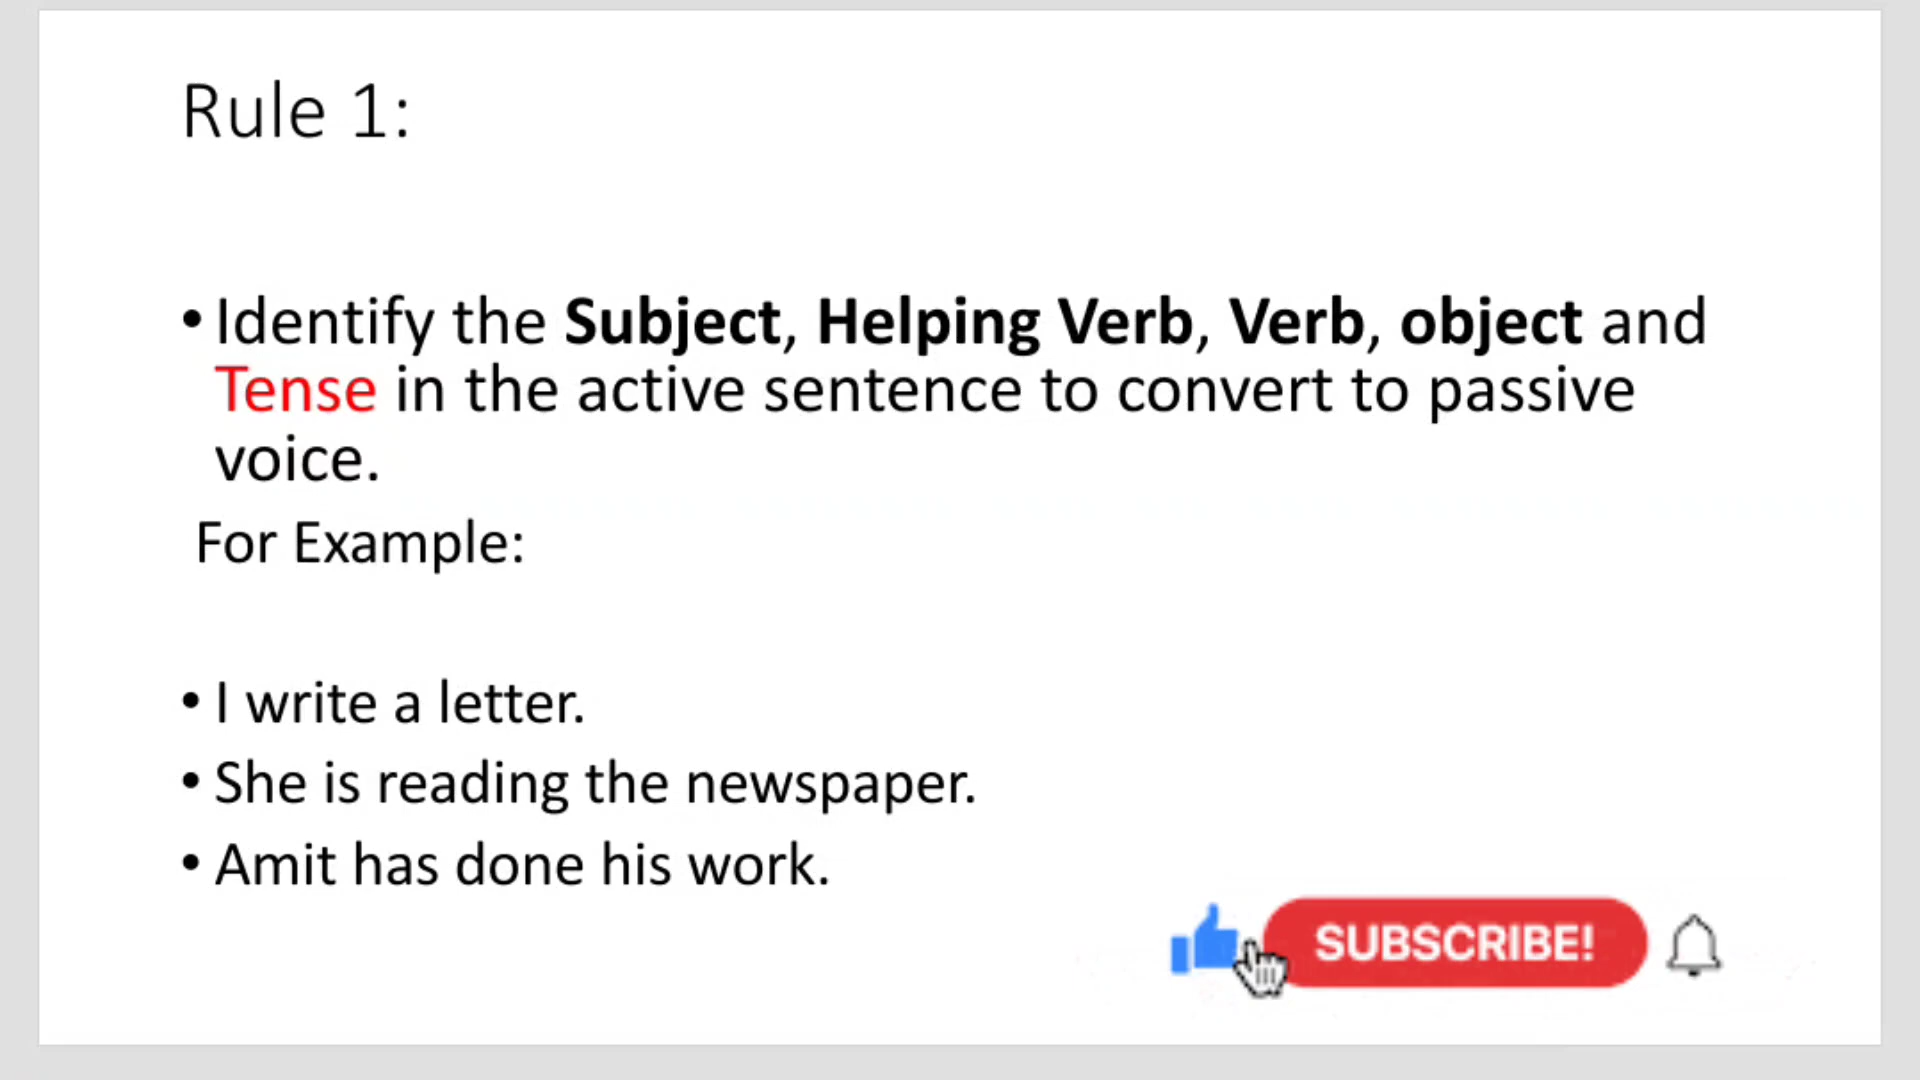 Rule 1:
• Identify the Subject, Helping Verb, Verb, object and
Tense in the active sentence to convert to passive
voice.
For Example:
• I write a letter.
• She is reading the newspaper.
• Amit has done his work.
SUBSCRIBE!